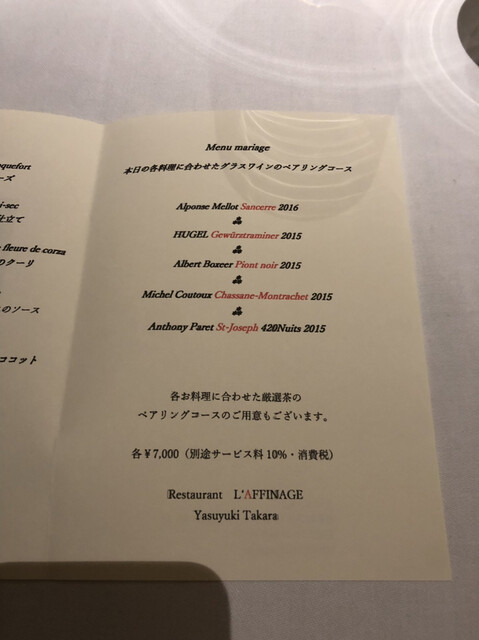 quefort
ーズ
i-sec
仕立て
fleure de corza
のクーリ
のソース
ココット
Menu mariage
本日の各料理に合わせたグラスワインのペアリングコース
Alponse Mellot Sancerre 2016
HUGEL Gewürztraminer 2015
Albert Boxeer Piont noir 2015
Michel Coutoux Chassane-Montrachet 2015
Anthony Paret St-Joseph 420Nuits 2015
各お料理に合わせた厳選茶の
ペアリングコースのご用意もございます。
各¥7,000（別途サービス料10%・消費税）
Restaurant L'AFFINAGE
Yasuyuki Takara